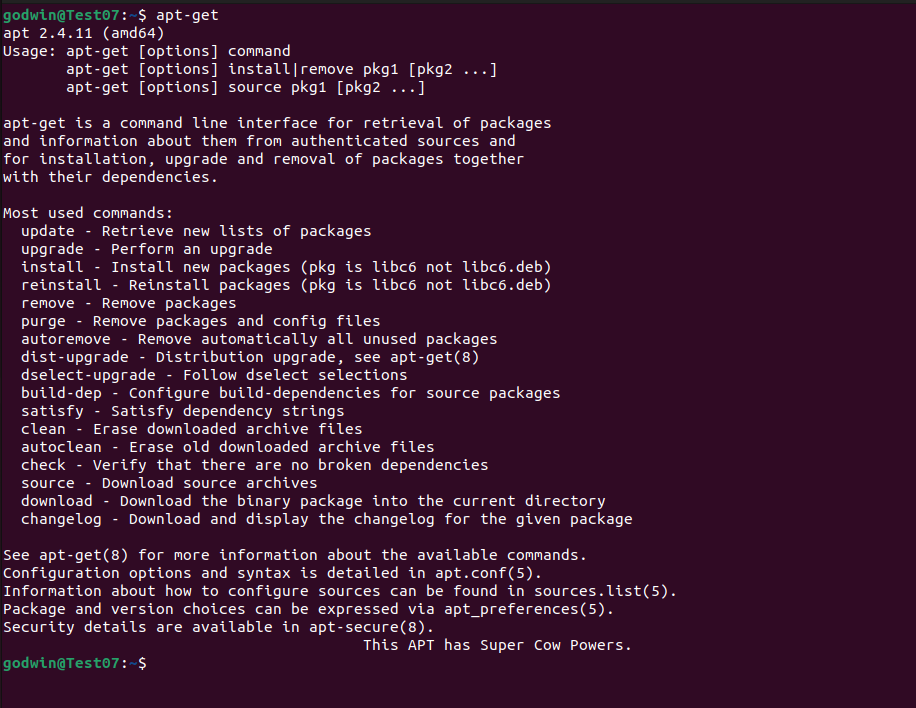 godwin@Test07:~$ apt-get
apt 2.4.11 (amd64)
Usage: apt-get [options] command
       apt-get [options] install|remove pkg1 [pkg2 ...]
       apt-get [options] source pkg1 [pkg2 ...]

apt-get is a command line interface for retrieval of packages
and information about them from authenticated sources and
for installation, upgrade and removal of packages together
with their dependencies.

Most used commands:
  update - Retrieve new lists of packages
  upgrade - Perform an upgrade
  install - Install new packages (pkg is libc6 not libc6.deb)
  reinstall - Reinstall packages (pkg is libc6 not libc6.deb)
  remove - Remove packages
  purge - Remove packages and config files
  autoremove - Remove automatically all unused packages
  dist-upgrade - Distribution upgrade, see apt-get(8)
  dselect-upgrade - Follow dselect selections
  build-dep - Configure build-dependencies for source packages
  satisfy - Satisfy dependency strings
  clean - Erase downloaded archive files
  autoclean - Erase old downloaded archive files
  check - Verify that there are no broken dependencies
  source - Download source archives
  download - Download the binary package into the current directory
  changelog - Download and display the changelog for the given package

See apt-get(8) for more information about the available commands.
Configuration options and syntax is detailed in apt.conf(5).
Information about how to configure sources can be found in sources.list(5).
Package and version choices can be expressed via apt_preferences(5).
Security details are available in apt-secure(8).
                                        This APT has Super Cow Powers.
godwin@Test07:~$